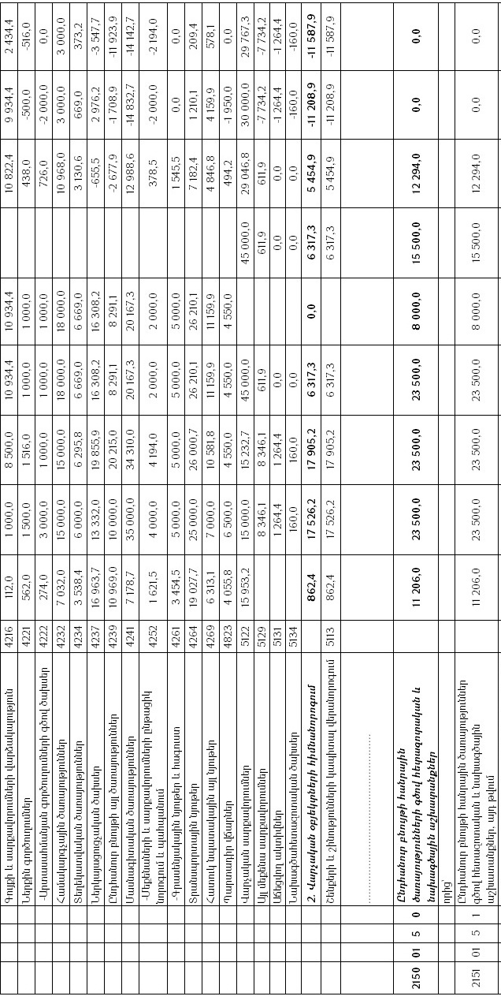 Գույքի և սարքավորումների վարձակալություն 4216 112,0 1 000,0 8 500,0 10 934,4 10 934,4 10 822,4 9 934,4 2 434,4
Ներքին գործուղումներ 4221 562,0 1 500,0 1 516,0 1 000,0 1 000,0 438,0 -500,0 -516,0
-Արտասահմանյան գործուղումների գծով ծախսեր 4222 274,0 3 000,0 1 000,0 1 000,0 1 000,0 726,0 -2 000,0 0,0
Համակարգչային ծառայություններ 4232 7 032,0 15 000,0 15 000,0 18 000,0 18 000,0 10 968,0 3 000,0 3 000,0
Տեղեկատվական ծառայություններ 4234 3 538,4 6 000,0 6 295,8 6 669,0 6 669,0 3 130,6 669,0 373,2
Ներկայացուցչական ծախսեր 4237 16 963,7 13 332,0 19 855,9 16 308,2 16 308,2 -655,5 2 976,2 -3 547,7
Ընդհանուր բնույթի այլ ծառայություններ 4239 10 969,0 10 000,0 20 215,0 8 291,1 8 291,1 -2 677,9 -1 708,9 -11 923,9
Մասնագիտական ծառայություններ 4241 7 178,7 35 000,0 34 310,0 20 167,3 20 167,3 12 988,6 -14 832,7 -14 142,7
-Մեքենաների և սարքավորումների ընթացիկ
նորոգում և պահպանում 4252 1 621,5 4 000,0 4 194,0 2 000,0 2 000,0 378,5 -2 000,0 -2 194,0
-Գրասենյակային նյութեր և հագուստ 4261 3 454,5 5 000,0 5 000,0 5 000,0 5 000,0 1 545,5 0,0 0,0
Տրանսպորտային նյութեր 4264 19 027,7 25 000,0 26 000,7 26 210,1 26 210,1 7 182,4 1 210,1 209,4
Հատուկ նպատակային այլ նյութեր 4269 6 313,1 7 000,0 10 581,8 11 159,9 11 159,9 4 846,8 4 159,9 578,1
Պարտադիր վճարներ 4823 4 055,8 6 500,0 4 550,0 4 550,0 4 550,0 494,2 -1 950,0 0,0
Վարչական սարքավորումներ 5122 15 953,2 15 000,0 15 232,7 45 000,0 45 000,0 29 046,8 30 000,0 29 767,3
Այլ մեքենաս սարքավորումներ 5129 8 346,1 8 346,1 611,9 611,9 611,9 -7 734,2 -7 734,2
Աճեցվող ակտիվներ 5131 1 264,4 1 264,4 0,0 0,0 0,0 -1 264,4 -1 264,4
Նախագծահետազոտական ծախսեր 5134 160,0 160,0 0,0 0,0 0,0 -160,0 -160,0
2. Վարչական օբյեկտների հիմնանորոգում 862,4 17 526,2 17 905,2 6 317,3 0,0 6 317,3 5 454,9 -11 208,9 -11 587,9
Շենքերի և շինությունների կապիտալ վերանորոգում 5113 862,4 17 526,2 17 905,2 6 317,3 6 317,3 5 454,9 -11 208,9 -11 587,9
...........................................................
2150 01 5 0 Ընդհանուր բնույթի հանրային
ծառայությունների գծով հետազոտական և
նախագծային աշխատանքներ 11 206,0 23 500,0 23 500,0 23 500,0 8 000,0 15 500,0 12 294,0 0,0 0,0
որից՝
2151 01 5 1 Ընդհանուր բնույթի հանրային ծառայություններ
գծով հետազոտական և նախագծային
աշխատանքներ, այդ թվում 11 206,0 23 500,0 23 500,0 23 500,0 8 000,0 15 500,0 12 294,0 0,0 0,0